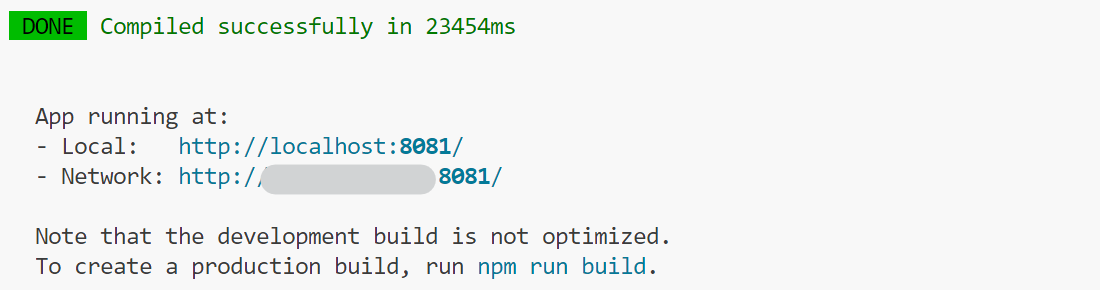 DONE Compiled successfully in 23454ms
App running at:
- Local: http://localhost:8081/
- Network: http:// 8081/
Note that the development build is not optimized.
To create a production build, run npm run build.